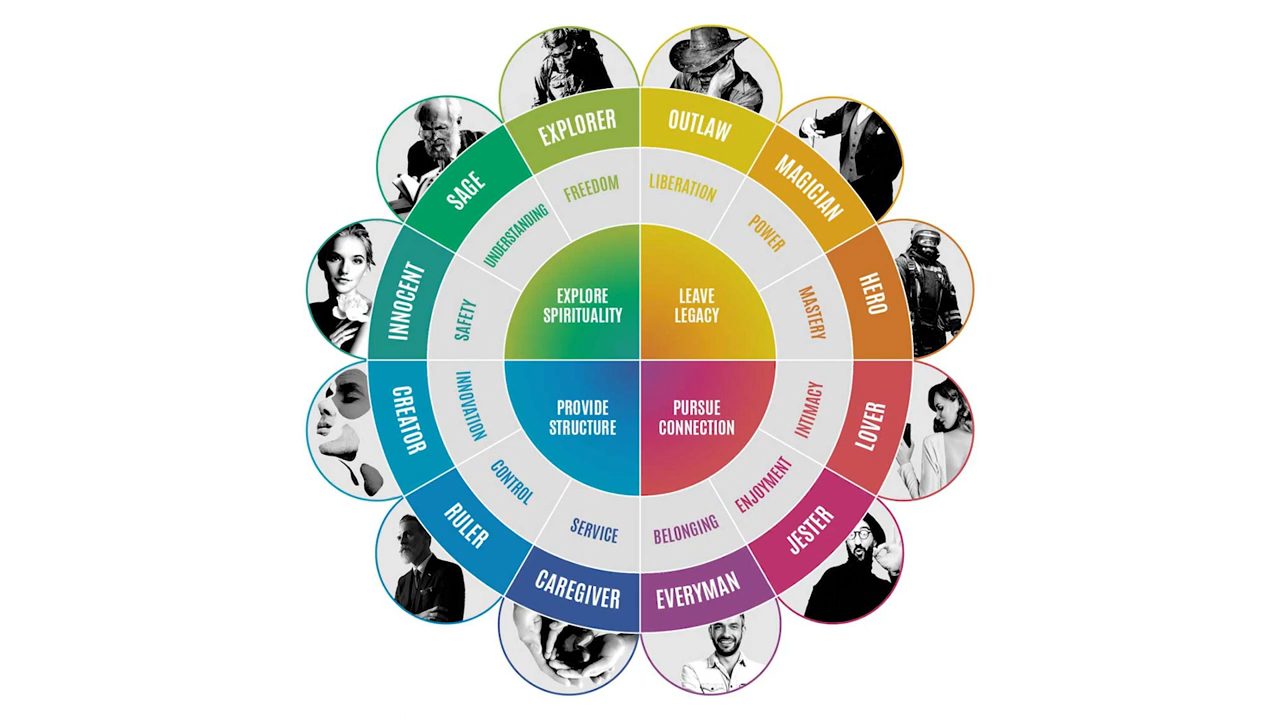 EXPLORER
OUTLAW
MAGICIAN
HERO
LOVER
JESTER
EVERYMAN
CAREGIVER
RULER
CREATOR
INNOCENT
SAGE
FREEDOM
LIBERATION
POWER
MASTERY
INTIMACY
ENJOYMENT
BELONGING
SERVICE
CONTROL
INNOVATION
SAFETY
UNDERSTANDING
EXPLORE
SPIRITUALITY
LEAVE
LEGACY
PROVIDE
STRUCTURE
PURSUE
CONNECTION